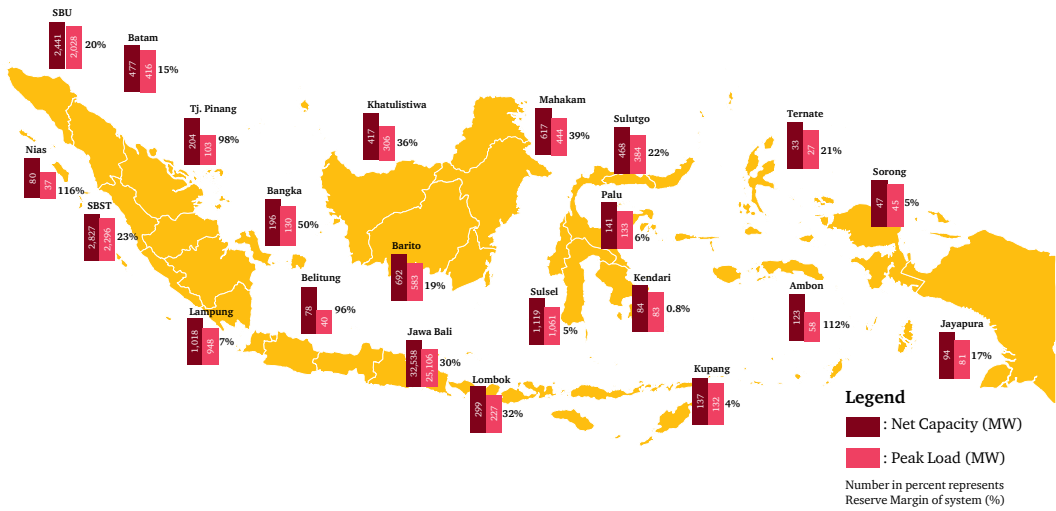 SBU
2,441
2,028
20%
Batam
477
416
15%
Tj. Pinang
204
103
98%
Khatulistiwa
417
306
36%
Mahakam
617
444
39%
Sulutgo
468
384
22%
Ternate
33
27
21%
Nias
80
37
116%
Sorong
47
45
5%
SBST
2,827
2,296
23%
Bangka
196
130
50%
Palu
141
133
6%
Barito
692
583
19%
Belitung
78
40
96%
Sulsel
1,119
1,061
5%
Kendari
84
83
0.8%
Ambon
123
58
112%
Lampung
1,018
948
7%
Jawa Bali
32,538
25,106
30%
Jayapura
94
81
17%
Lombok
299
227
32%
Kupang
137
132
4%
Legend
: Net Capacity (MW)
: Peak Load (MW)
Number in percent represents
Reserve Margin of system (%)